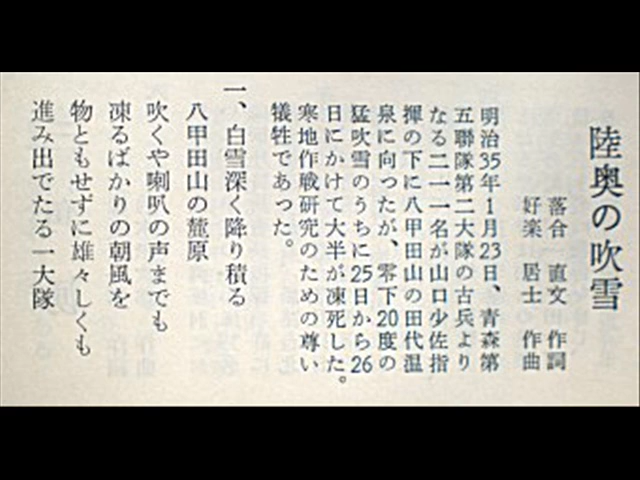 陸奥の吹雪
落合 直文 作詞
好楽 居士 作曲
明治35年1月23日、青森第
五聯隊第二大隊の古兵より
なる二一一名が山口少佐指
揮の下に八甲田山の田代温
泉に向ったが、零下20度の
猛吹雪のうちに25日から26
日にかけて大半が凍死した。
寒地作戦研究のための尊い
犠牲であった。
一、白雪深く降り積る
八甲田山の麓原
吹くや喇叭の声までも
凍るばかりの朝風を
物ともせずに雄々しくも
進み出でたる一大隊